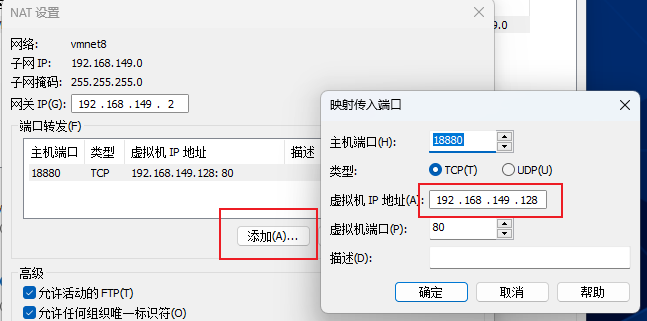 NAT 设置
网络: vmnet8
子网 IP: 192.168.149.0
子网掩码: 255.255.255.0
网关 IP(G): 192 . 168 . 149 . 2
端口转发(F)
主机端口 类型 虚拟机 IP 地址 描述
18880 TCP 192.168.149.128: 80
添加(A)...
高级
允许活动的 FTP(T)
允许任何组织唯一标识符(O)
.0
映射传入端口
主机端口(H): 18880
类型: TCP(T) UDP(U)
虚拟机 IP 地址(A): 192 . 168 . 149 . 128
虚拟机端口(P): 80
描述(D):
确定 取消 帮助